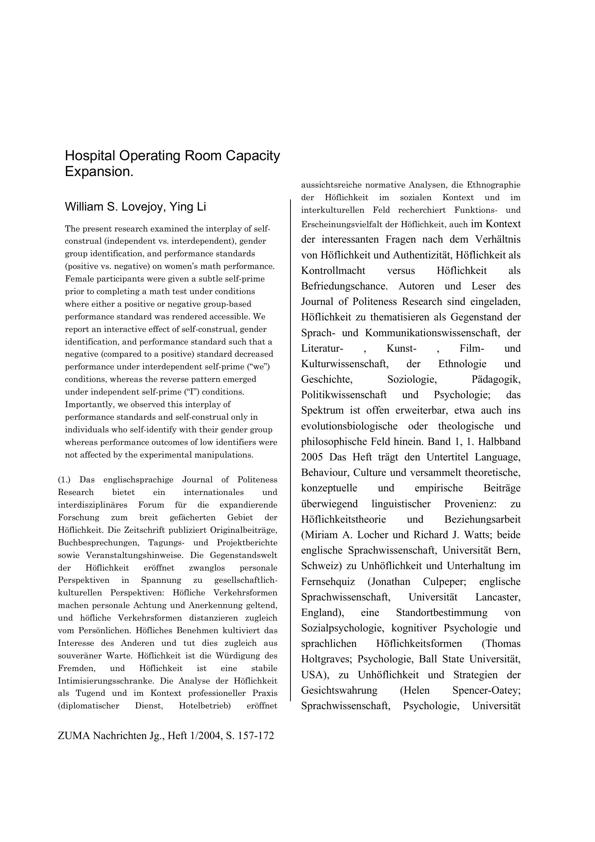 Hospital Operating Room Capacity
Expansion.
William S. Lovejoy, Ying Li
The present research examined the interplay of self-
construal (independent vs. interdependent), gender
group identification, and performance standards
(positive vs. negative) on women's math performance.
Female participants were given a subtle self-prime
prior to completing a math test under conditions
where either a positive or negative group-based
performance standard was rendered accessible. We
report an interactive effect of self-construal, gender
identification, and performance standard such that a
negative (compared to a positive) standard decreased
performance under interdependent self-prime ("we")
conditions, whereas the reverse pattern emerged
under independent self-prime ("I") conditions.
Importantly, we observed this interplay of
performance standards and self-construal only in
individuals who self-identify with their gender group
whereas performance outcomes of low identifiers were
not affected by the experimental manipulations.
(1.) Das englischsprachige Journal of Politeness
Research bietet ein internationales und
interdisziplinäres Forum für die expandierende
Forschung zum breit gefächerten Gebiet der
Höflichkeit. Die Zeitschrift publiziert Originalbeiträge,
Buchbesprechungen, Tagungs- und Projektberichte
sowie Veranstaltungshinweise. Die Gegenstandswelt
der Höflichkeit eröffnet zwanglos personale
Perspektiven in Spannung zu gesellschaftlich-
kulturellen Perspektiven: Höfliche Verkehrsformen
machen personale Achtung und Anerkennung geltend,
und höfliche Verkehrsformen distanzieren zugleich
vom Persönlichen. Höfliches Benehmen kultiviert das
Interesse des Anderen und tut dies zugleich aus
souveräner Warte. Höflichkeit ist die Würdigung des
Fremden, und Höflichkeit ist eine stabile
Intimisierungsschranke. Die Analyse der Höflichkeit
als Tugend und im Kontext professioneller Praxis
(diplomatischer Dienst, Hotelbetrieb) eröffnet
aussichtsreiche normative Analysen, die Ethnographie
der Höflichkeit im sozialen Kontext und im
interkulturellen Feld recherchiert Funktions- und
Erscheinungsvielfalt der Höflichkeit, auch im Kontext
der interessanten Fragen nach dem Verhältnis
von Höflichkeit und Authentizität, Höflichkeit als
Kontrollmacht versus Höflichkeit als
Befriedungschance. Autoren und Leser des
Journal of Politeness Research sind eingeladen,
Höflichkeit zu thematisieren als Gegenstand der
Sprach- und Kommunikationswissenschaft, der
Literatur- , Kunst- , Film- und
Kulturwissenschaft, der Ethnologie und
Geschichte, Soziologie, Pädagogik,
Politikwissenschaft und Psychologie; das
Spektrum ist offen erweiterbar, etwa auch ins
evolutionsbiologische oder theologische und
philosophische Feld hinein. Band 1, 1. Halbband
2005 Das Heft trägt den Untertitel Language,
Behaviour, Culture und versammelt theoretische,
konzeptuelle und empirische Beiträge
überwiegend linguistischer Provenienz: zu
Höflichkeitstheorie und Beziehungsarbeit
(Miriam A. Locher und Richard J. Watts; beide
englische Sprachwissenschaft, Universität Bern,
Schweiz) zu Unhöflichkeit und Unterhaltung im
Fernsehquiz (Jonathan Culpeper; englische
Sprachwissenschaft, Universität Lancaster,
England), eine Standortbestimmung von
Sozialpsychologie, kognitiver Psychologie und
sprachlichen Höflichkeitsformen (Thomas
Holtgraves; Psychologie, Ball State Universität,
USA), zu Unhöflichkeit und Strategien der
Gesichtswahrung (Helen Spencer-Oatey;
Sprachwissenschaft, Psychologie, Universität
ZUMA Nachrichten Jg., Heft 1/2004, S. 157-172